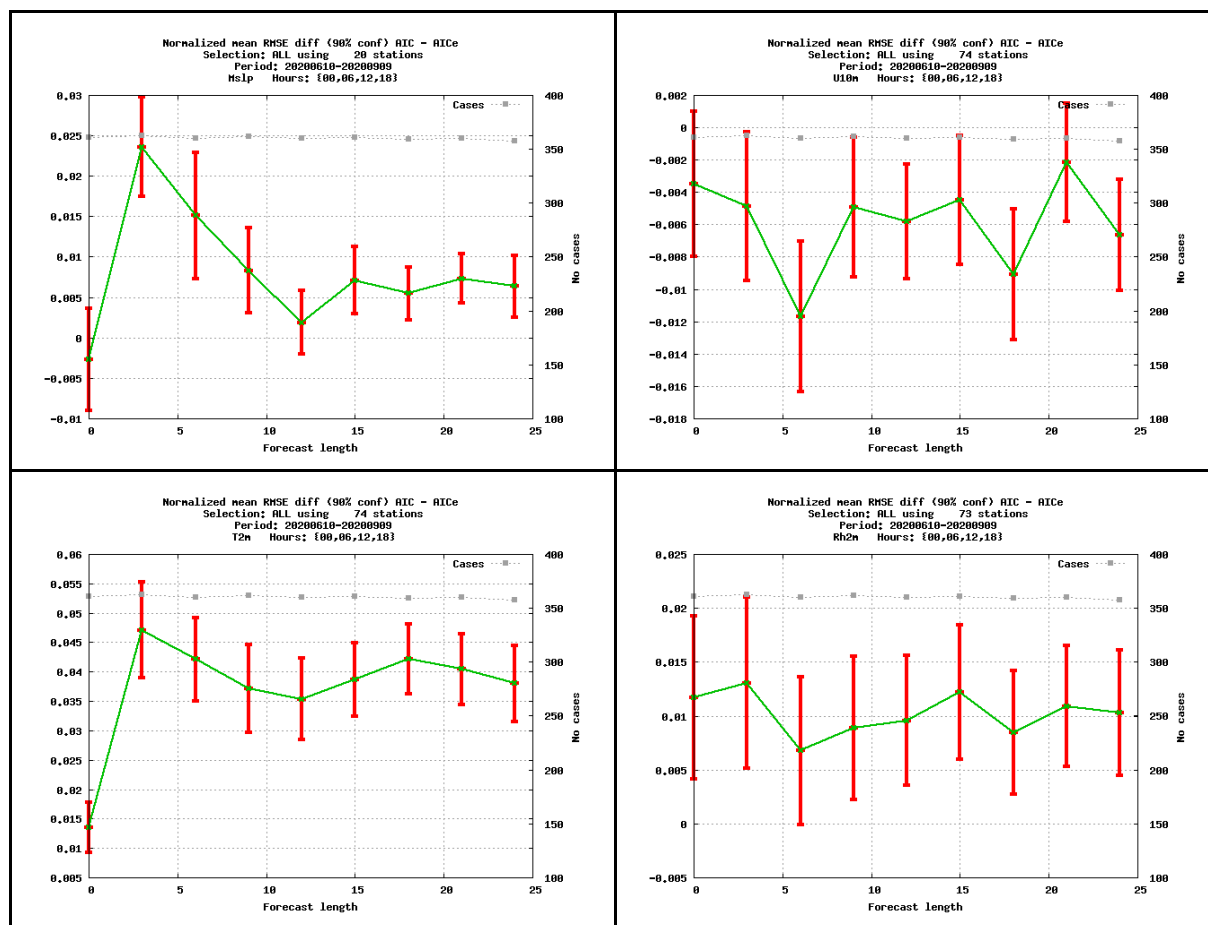 Normalized mean RMSE diff (90% conf) AIC - AICe
Selection: ALL using 20 stations
Period: 20200610-20200909
Mslp Hours: {00,06,12,18}
Cases
0.03
0.025
0.02
0.015
0.01
0.005
0
-0.005
-0.01
400
350
300
250
200
150
100
No cases
0 5 10 15 20 25
Forecast length
Normalized mean RMSE diff (90% conf) AIC - AICe
Selection: ALL using 74 stations
Period: 20200610-20200909
U10m Hours: {00,06,12,18}
Cases
0.002
0
-0.002
-0.004
-0.006
-0.008
-0.01
-0.012
-0.014
-0.016
-0.018
400
350
300
250
200
150
100
No cases
0 5 10 15 20 25
Forecast length
Normalized mean RMSE diff (90% conf) AIC - AICe
Selection: ALL using 74 stations
Period: 20200610-20200909
T2m Hours: {00,06,12,18}
Cases
0.06
0.055
0.05
0.045
0.04
0.035
0.03
0.025
0.02
0.015
0.01
0.005
400
350
300
250
200
150
100
No cases
0 5 10 15 20 25
Forecast length
Normalized mean RMSE diff (90% conf) AIC - AICe
Selection: ALL using 73 stations
Period: 20200610-20200909
Rh2m Hours: {00,06,12,18}
Cases
0.025
0.02
0.015
0.01
0.005
0
-0.005
400
350
300
250
200
150
100
No cases
0 5 10 15 20 25
Forecast length